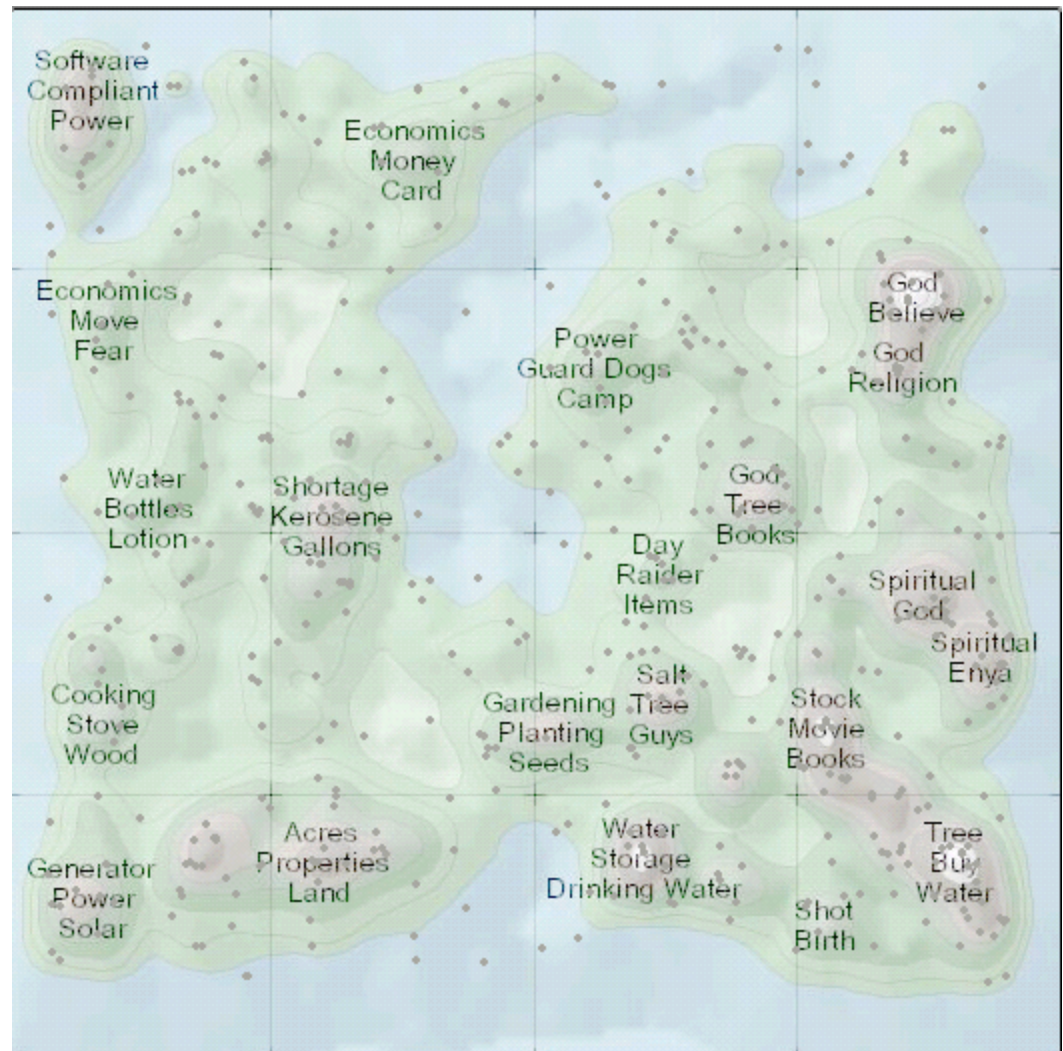 Software
Compliant
Power
Economics
Money
Card
Economics
Move
Fear
God
Believe
God
Religion
Power
Guard Dogs
Camp
Water
Bottles
Lotion
Shortage
Kerosene
Gallons
God
Tree
Books
Day
Raider
Items
Spiritual
God
Spiritual
Enya
Cooking
Stove
Wood
Gardening
Planting
Seeds
Salt
Tree
Guys
Stock
Movie
Books
Generator
Power
Solar
Acres
Properties
Land
Water
Storage
Drinking Water
Shot
Birth
Tree
Buy
Water